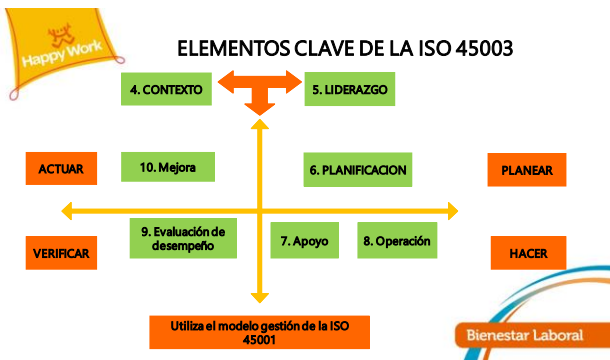 Happy Work
ELEMENTOS CLAVE DE LA ISO 45003
4. CONTEXTO
5. LIDERAZGO
ACTUAR
10. Mejora
6. PLANIFICACION
PLANEAR
VERIFICAR
9. Evaluación de
desempeño
7. Apoyo
8. Operación
HACER
Utiliza el modelo gestión de la ISO
45001
Bienestar Laboral